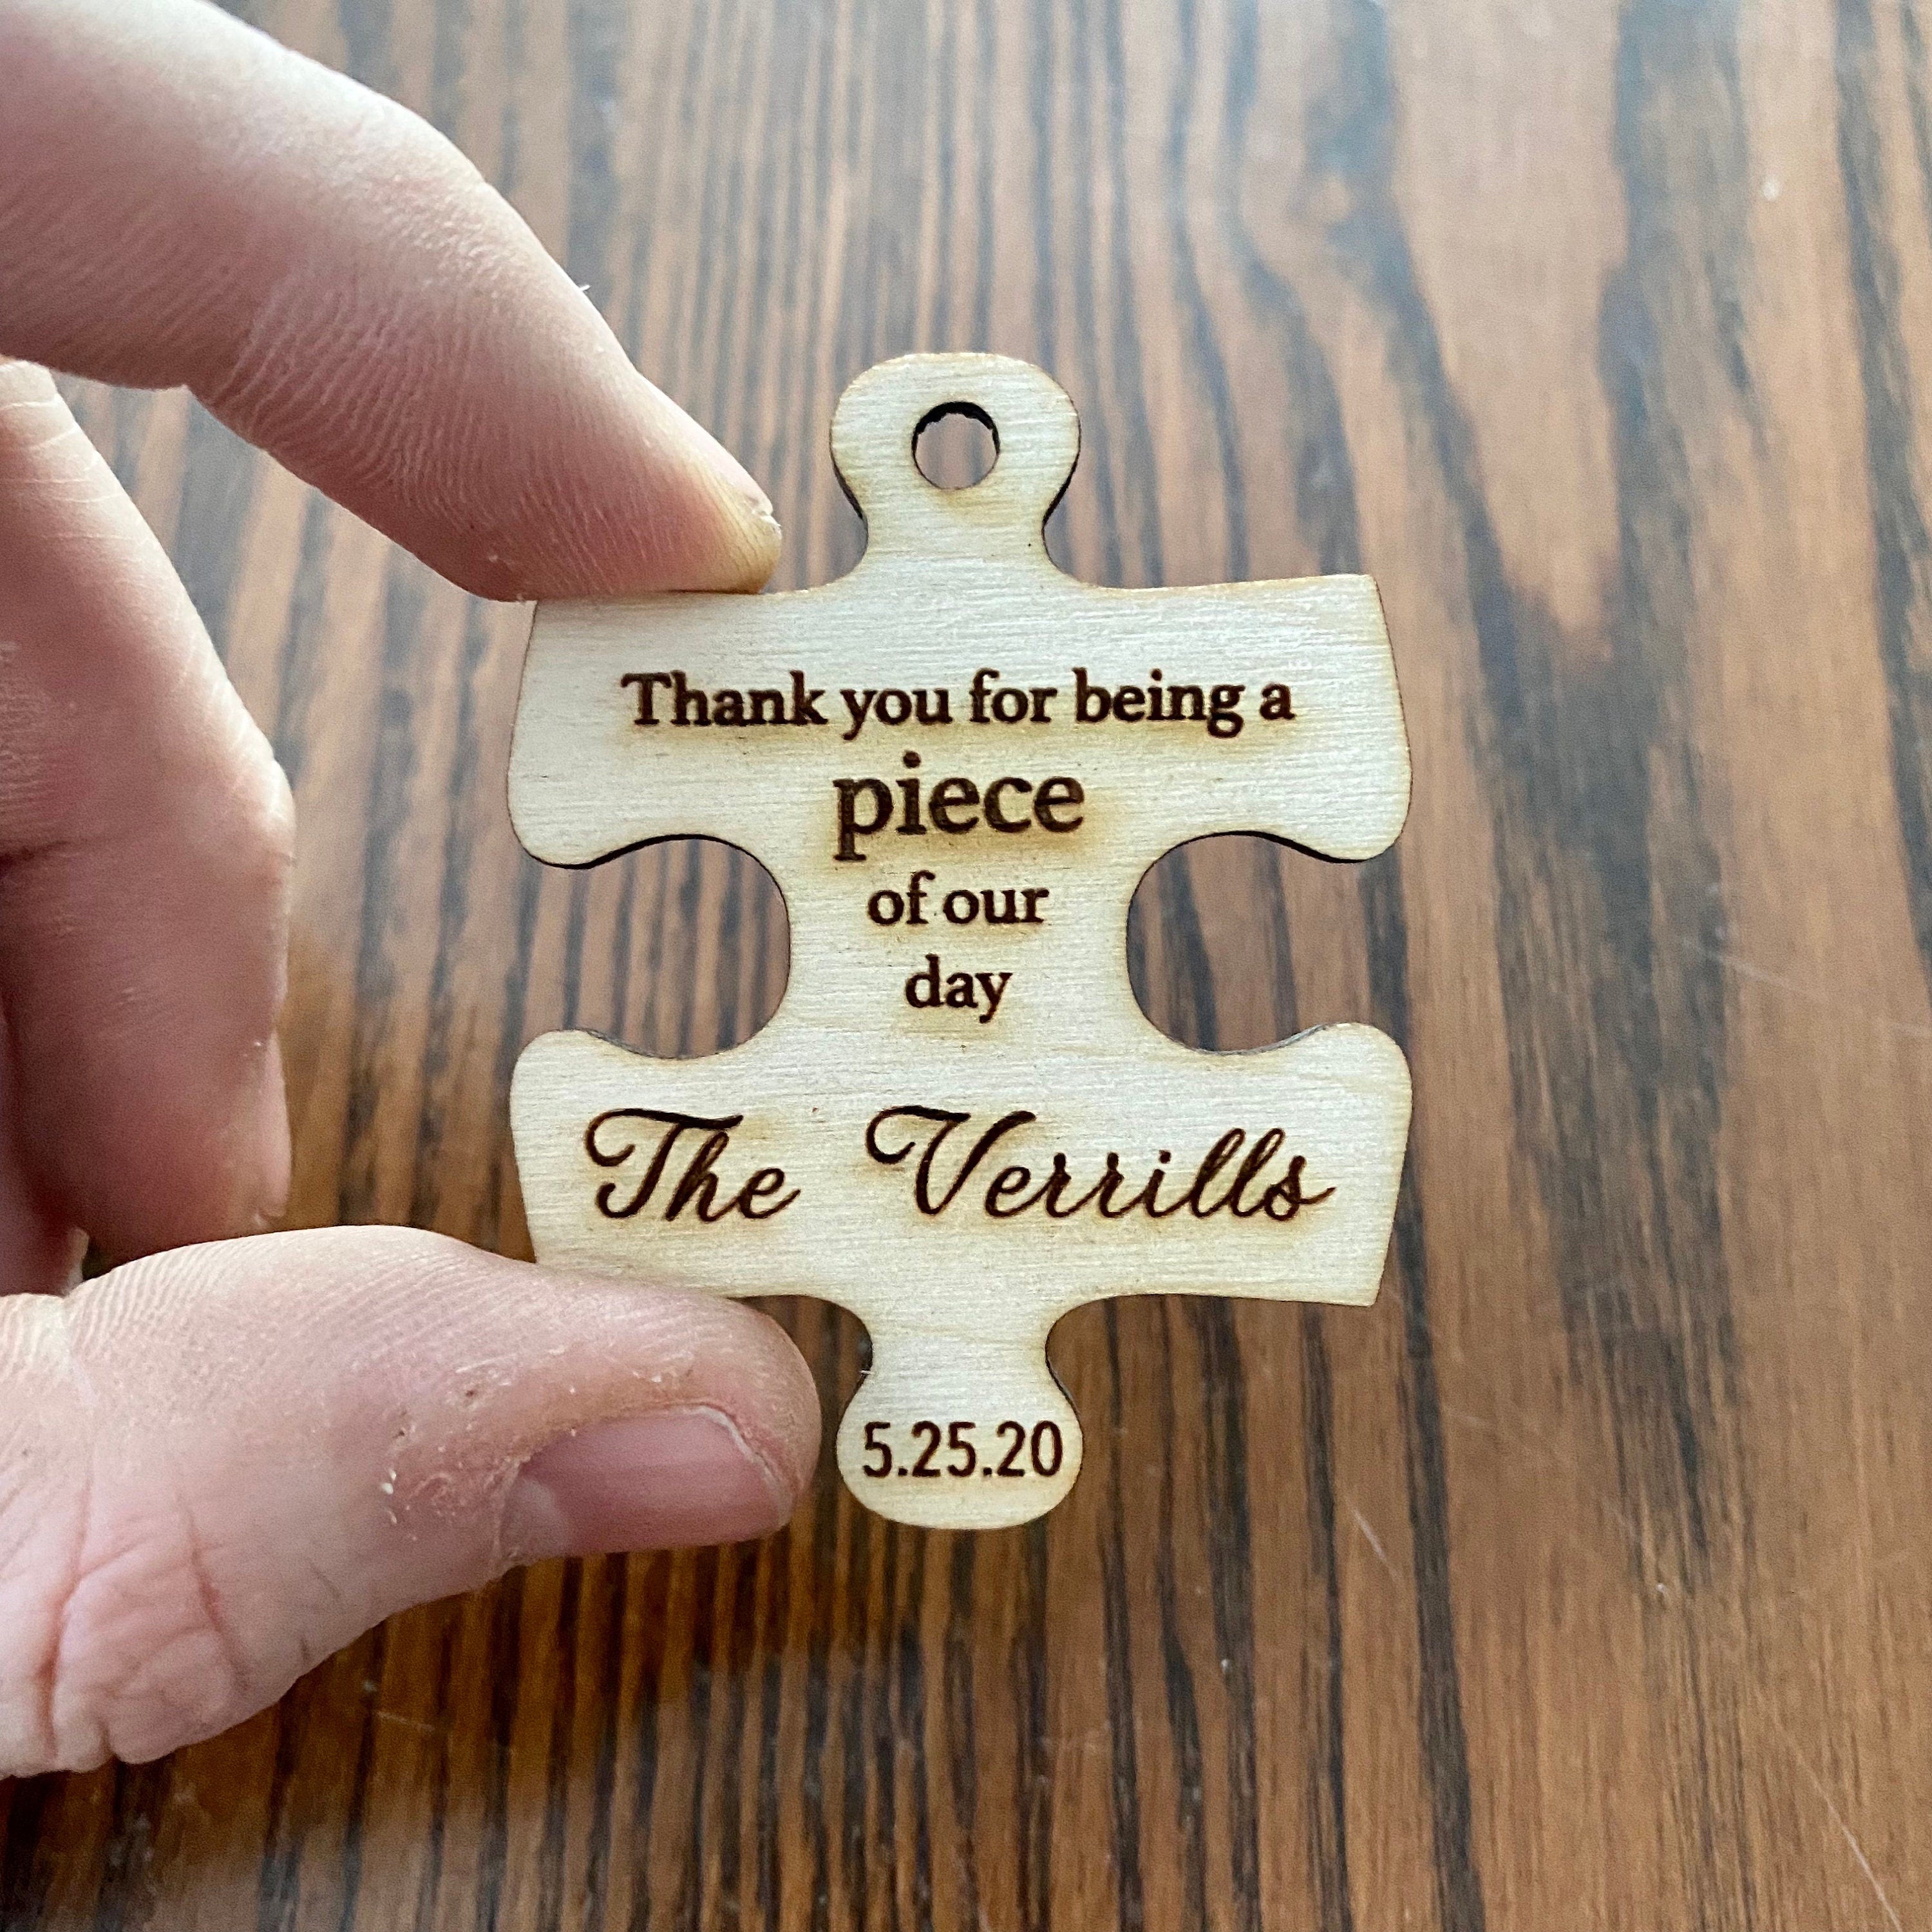 Thank you for being a
piece
of our
day
The Verrills
5.25.20